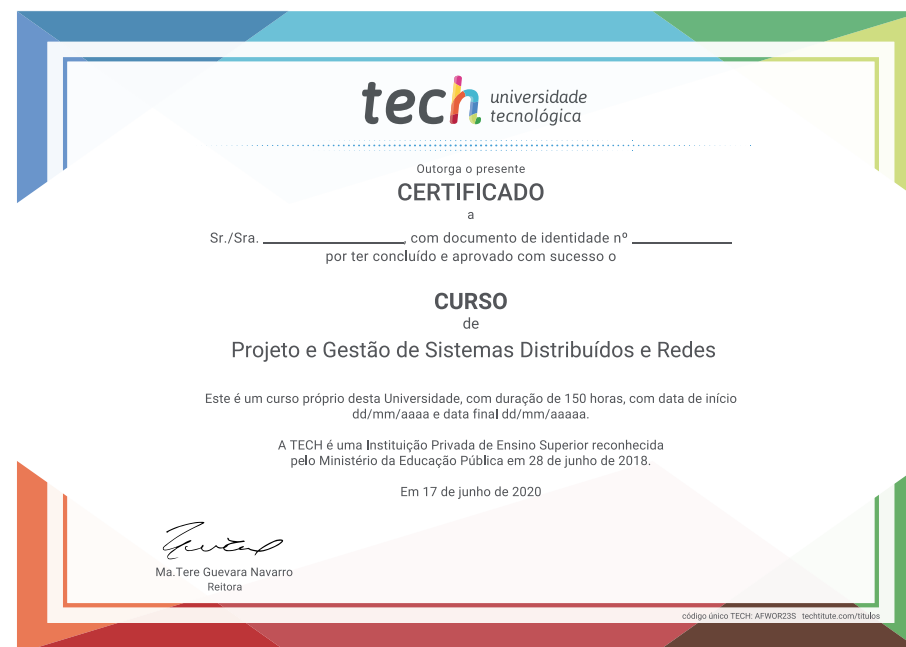 tech universidade
tecnológica
Outorga o presente
CERTIFICADO
a
Sr./Sra. ______________, com documento de identidade nº __________
por ter concluído e aprovado com sucesso o
CURSO
de
Projeto e Gestão de Sistemas Distribuídos e Redes
Este é um curso próprio desta Universidade, com duração de 150 horas, com data de início
dd/mm/aaaa e data final dd/mm/aaaaa.
A TECH é uma Instituição Privada de Ensino Superior reconhecida
pelo Ministério da Educação Pública em 28 de junho de 2018.
Em 17 de junho de 2020
Ma.Tere Guevara Navarro
Reitora
código único TECH: AFWOR23S techtitute.com/titulos